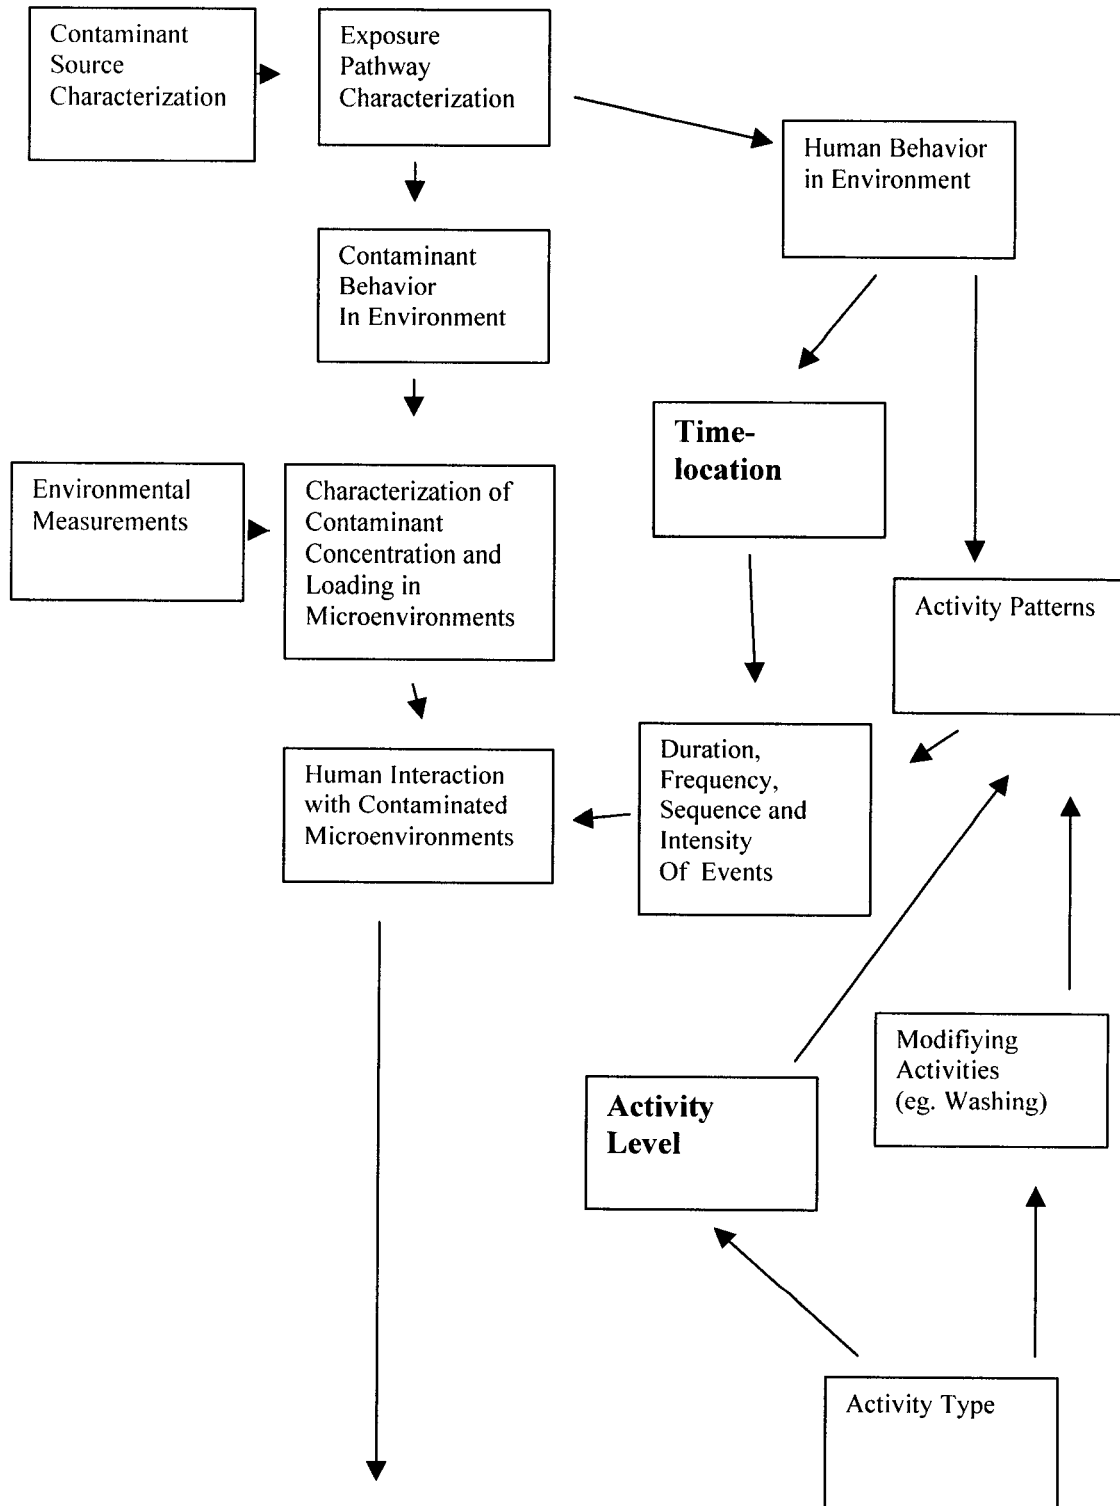 Contaminant
Source
Characterization
Exposure
Pathway
Characterization
Human Behavior
in Environment
Contaminant
Behavior
In Environment
Time-
location
Environmental
Measurements
Characterization of
Contaminant
Concentration and
Loading in
Microenvironments
Activity Patterns
Human Interaction
with Contaminated
Microenvironments
Duration,
Frequency,
Sequence and
Intensity
Of Events
Modifiying
Activities
(eg. Washing)
Activity
Level
Activity Type